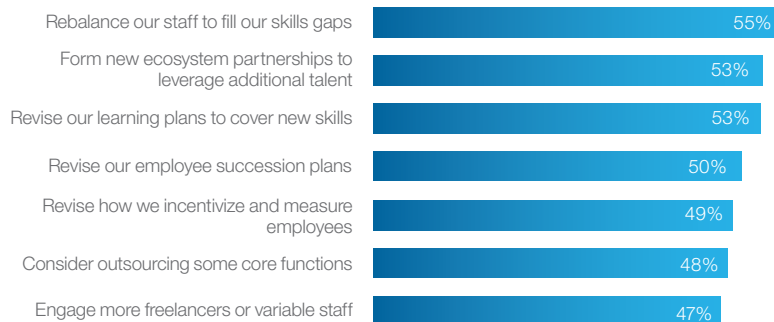 Rebalance our staff to fill our skills gaps
55%
Form new ecosystem partnerships to
leverage additional talent
53%
Revise our learning plans to cover new skills
53%
Revise our employee succession plans
50%
Revise how we incentivize and measure
employees
49%
Consider outsourcing some core functions
48%
Engage more freelancers or variable staff
47%